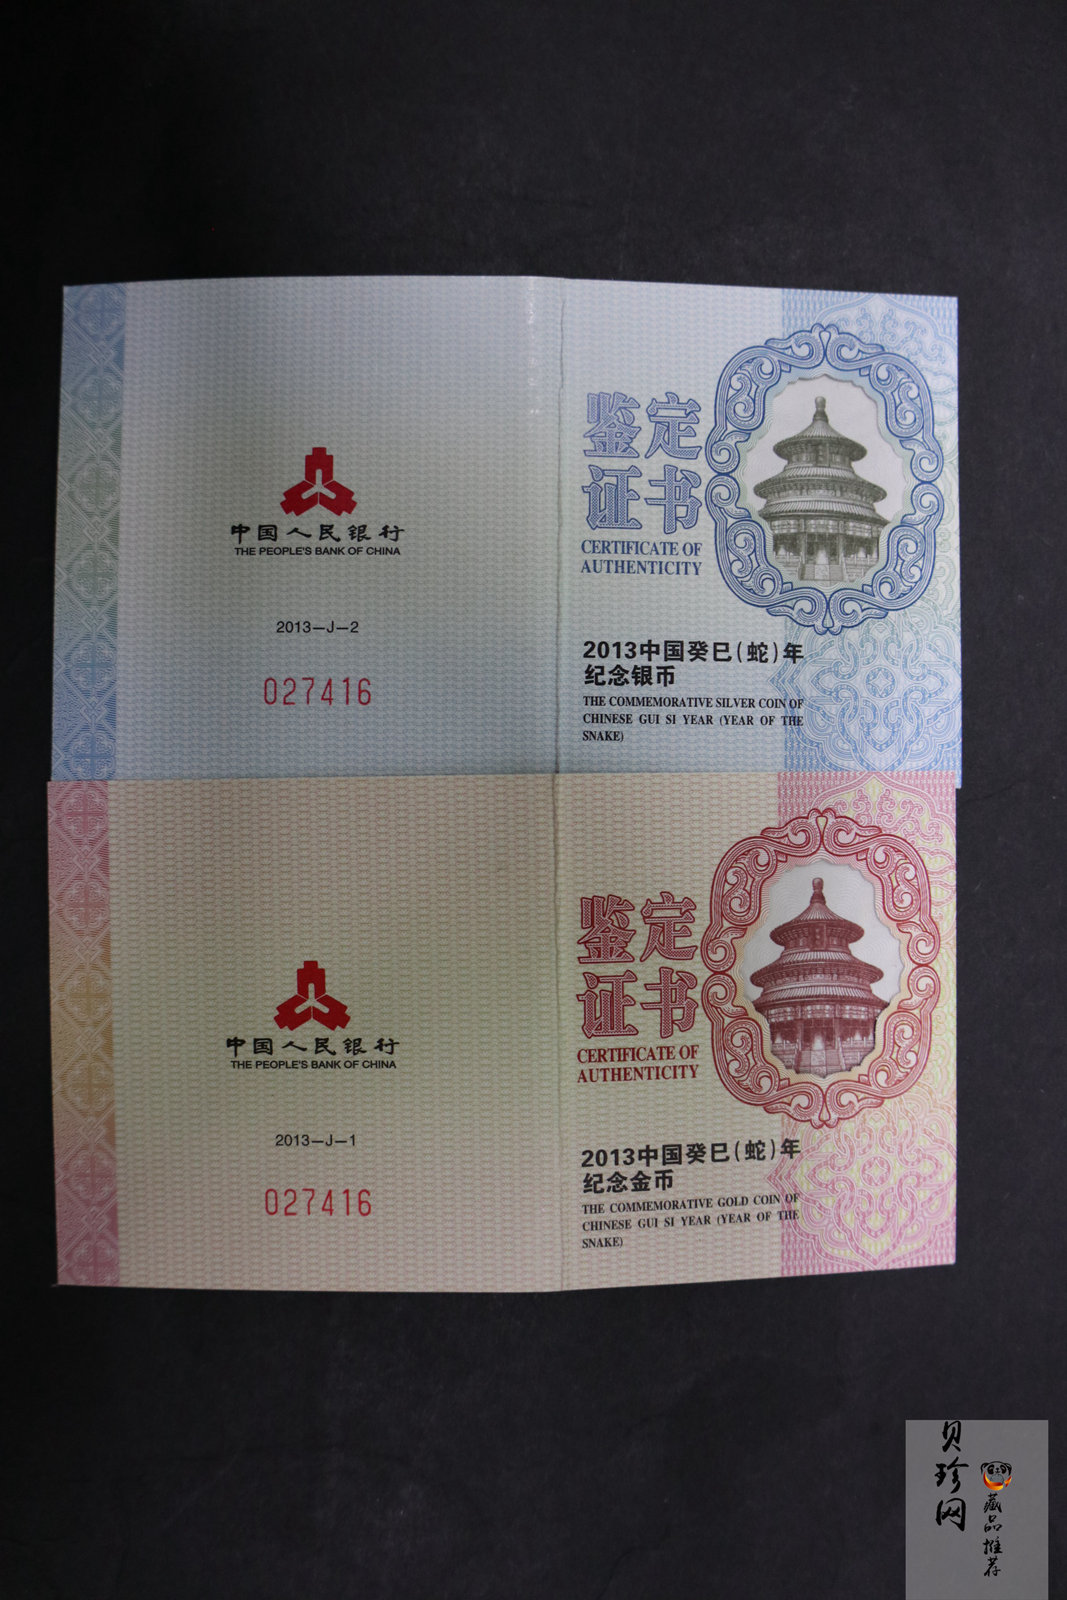 中国人民银行
THE PEOPLE'S BANK OF CHINA
2013—J—2
027416
鉴定
证书
CERTIFICATE OF
AUTHENTICITY
2013中国癸巳(蛇)年
纪念银币
THE COMMEMORATIVE SILVER COIN OF
CHINESE GUI SI YEAR (YEAR OF THE
SNAKE)
中国人民银行
THE PEOPLE'S BANK OF CHINA
2013—J—1
027416
鉴定
证书
CERTIFICATE OF
AUTHENTICITY
2013中国癸巳(蛇)年
纪念金币
THE COMMEMORATIVE GOLD COIN OF
CHINESE GUI SI YEAR (YEAR OF THE
SNAKE)
贝珍网
藏品推荐